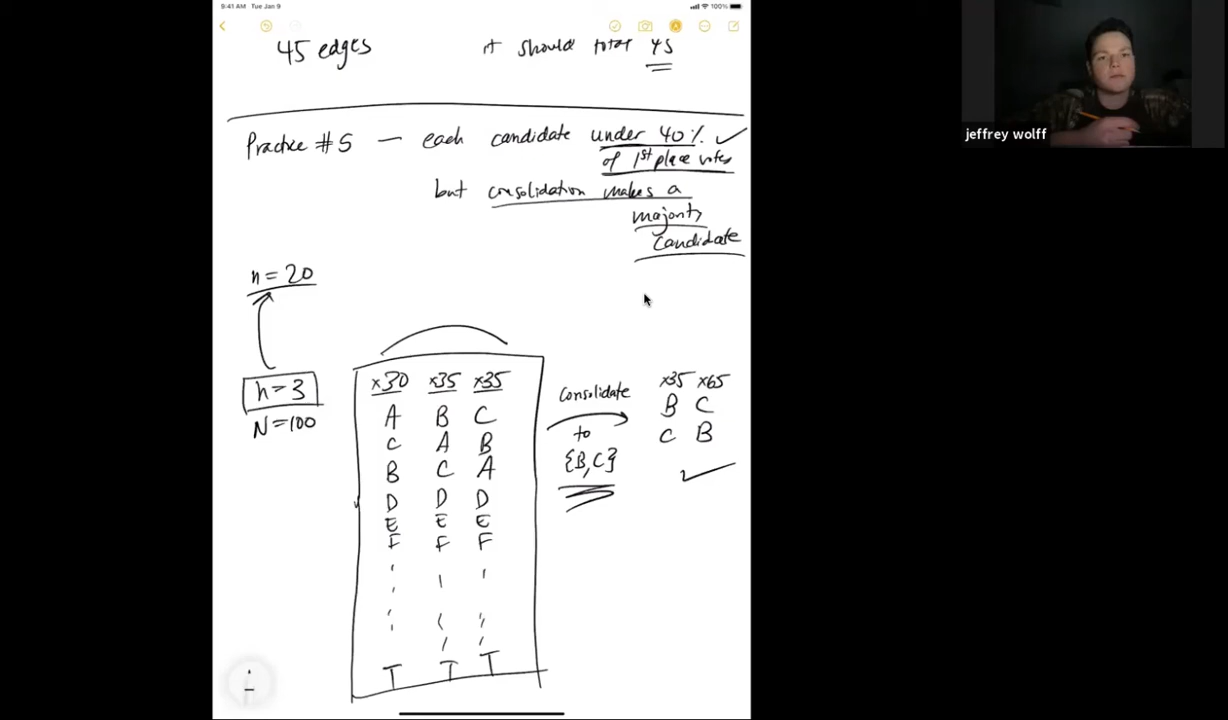 9:41 AM Tue Jan 9
100%
45 edges
it should total 45
Practice #5 — each candidate under 40%. ✓
of 1st place votes
but consolidation makes a
majority
candidate
n = 20
n = 3
N = 100
x30 x35 x35
A B C
C A B
B C A
D D D
E E E
F F F
T T T
Consolidate
to
{B,C}
x35 x65
B C
C B
✓
jeffrey wolff